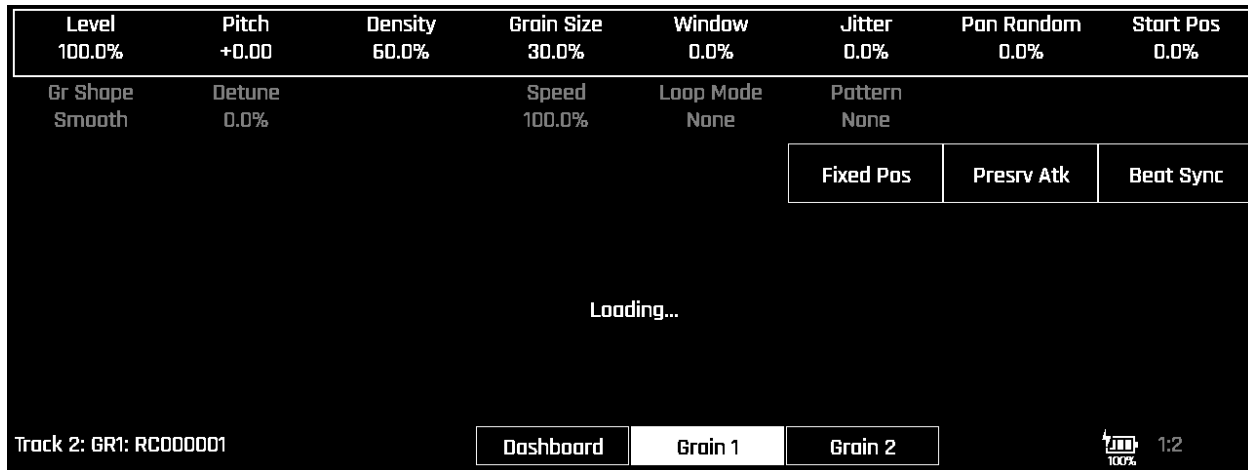 Level Pitch Density Grain Size Window Jitter Pan Random Start Pos
100.0% +0.00 60.0% 30.0% 0.0% 0.0% 0.0% 0.0%
Gr Shape Detune Speed Loop Mode Pattern
Smooth 0.0% 100.0% None None
Fixed Pos Presrv Atk Beat Sync
Loading...
Track 2: GR1: RC000001 Dashboard Grain 1 Grain 2 100% 1:2